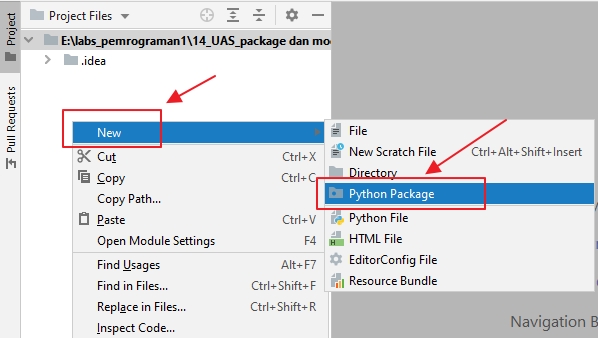 Project
Pull Requests
Project Files
E:\labs_pemrograman1\14_UAS_package dan mo
.idea
New
Cut Ctrl+X
Copy Ctrl+C
Copy Path...
Paste Ctrl+V
Open Module Settings F4
Find Usages Alt+F7
Find in Files... Ctrl+Shift+F
Replace in Files... Ctrl+Shift+R
Inspect Code...
File
New Scratch File Ctrl+Alt+Shift+Insert
Directory
Python Package
Python File
HTML File
EditorConfig File
Resource Bundle
Navigation B